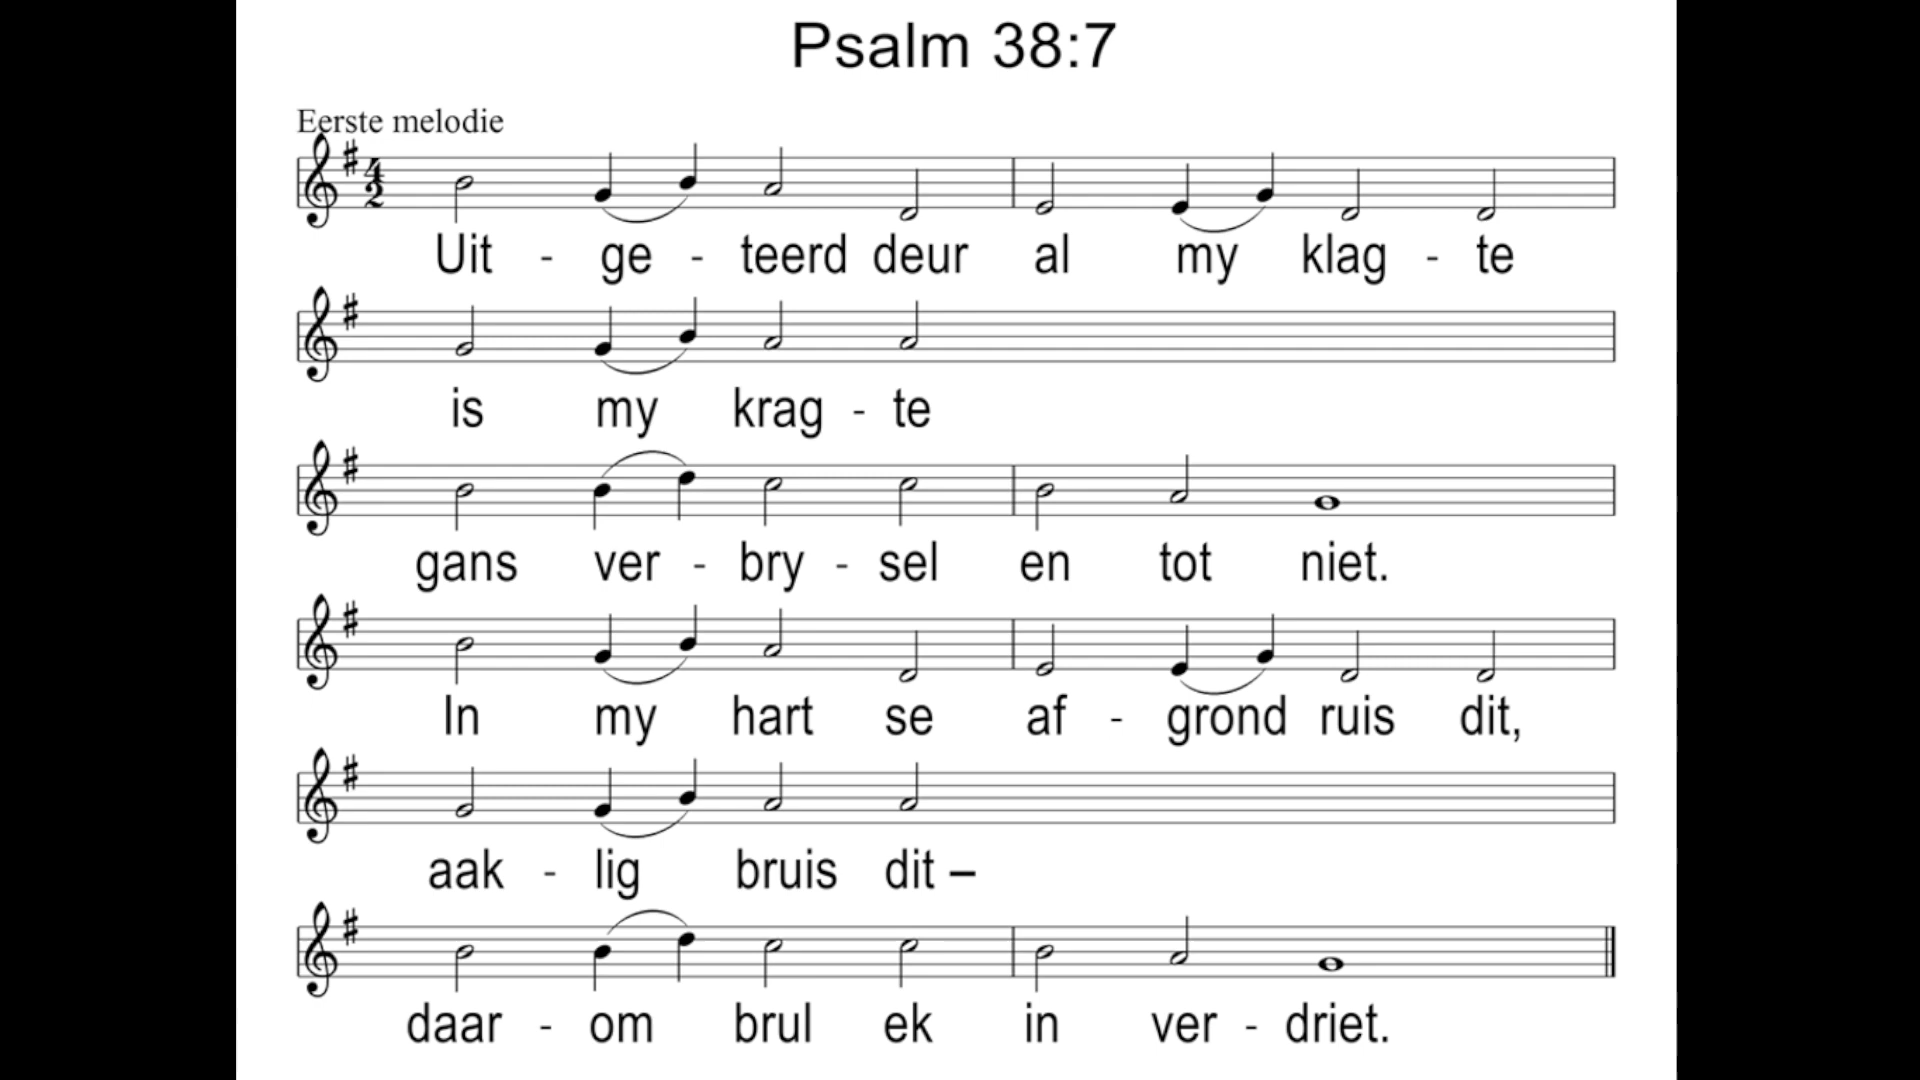 Psalm 38:7
Eerste melodie
4
2
Uit - ge - teerd deur al my klag - te
is my krag - te
gans ver - bry - sel en tot niet.
In my hart se af - grond ruis dit,
aak - lig bruis dit –
daar - om brul ek in ver - driet.